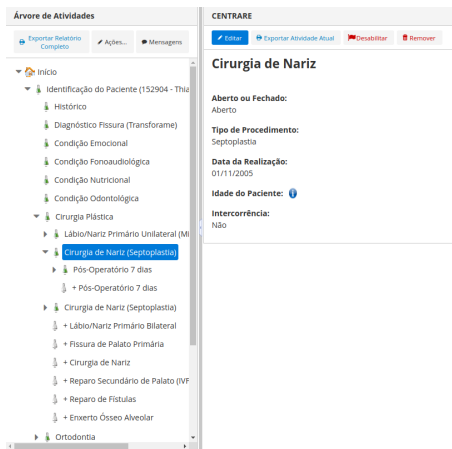 Árvore de Atividades
Exportar Relatório
Completo
Ações...
Mensagens
Início
Identificação do Paciente (152904 - Thia
Histórico
Diagnóstico Fissura (Transforame)
Condição Emocional
Condição Fonoaudiológica
Condição Nutricional
Condição Odontológica
Cirurgia Plástica
Lábio/Nariz Primário Unilateral (Mi
Cirurgia de Nariz (Septoplastia)
Pós-Operatório 7 dias
+ Pós-Operatório 7 dias
Cirurgia de Nariz (Septoplastia)
+ Lábio/Nariz Primário Bilateral
+ Fissura de Palato Primária
+ Cirurgia de Nariz
+ Reparo Secundário de Palato (IVF
+ Reparo de Fístulas
+ Enxerto Ósseo Alveolar
Ortodontia
CENTRARE
Editar
Exportar Atividade Atual
Desabilitar
Remover
Cirurgia de Nariz
Aberto ou Fechado:
Aberto
Tipo de Procedimento:
Septoplastia
Data da Realização:
01/11/2005
Idade do Paciente:
Intercorrência:
Não